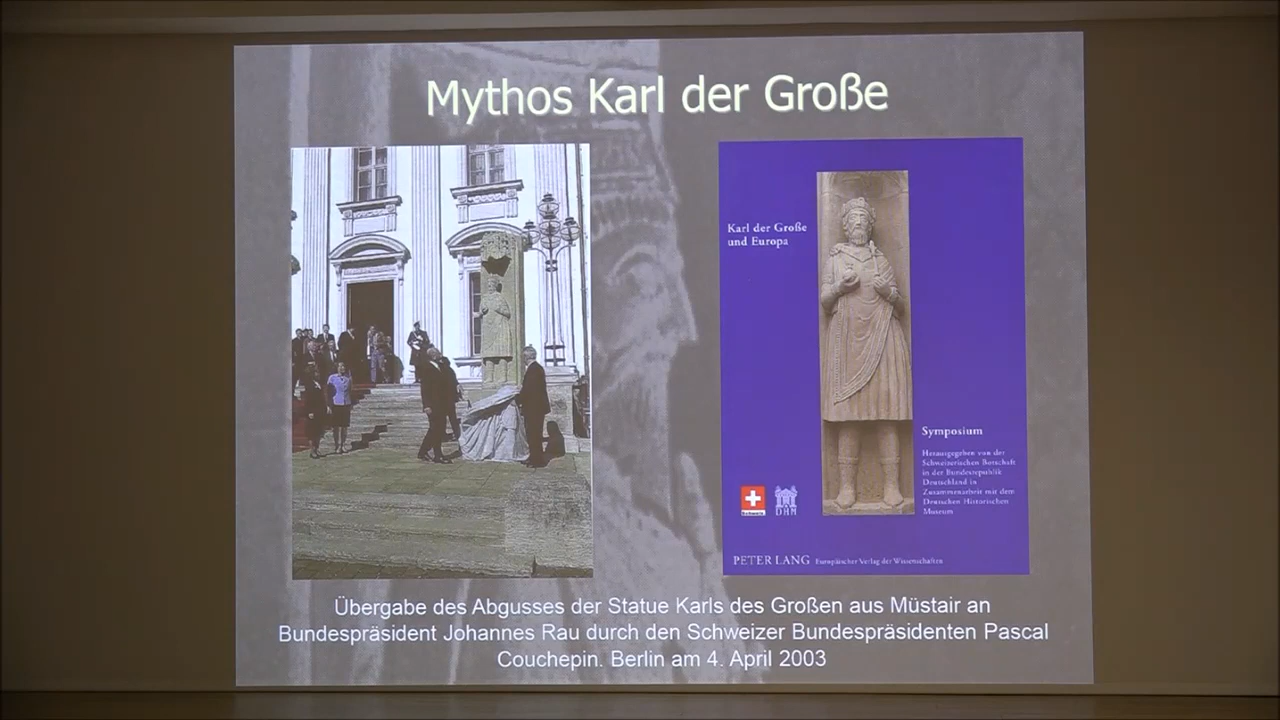 Mythos Karl der Große
Karl der Große
und Europa
Symposium
Herausgegeben von der
Schweizerischen Botschaft
in der Bundesrepublik
Deutschland in
Zusammenarbeit mit dem
Deutschen Historischen
Museum
Schweiz
DHM
PETER LANG Europäischer Verlag der Wissenschaften
Übergabe des Abgusses der Statue Karls des Großen aus Müstair an
Bundespräsident Johannes Rau durch den Schweizer Bundespräsidenten Pascal
Couchepin. Berlin am 4. April 2003